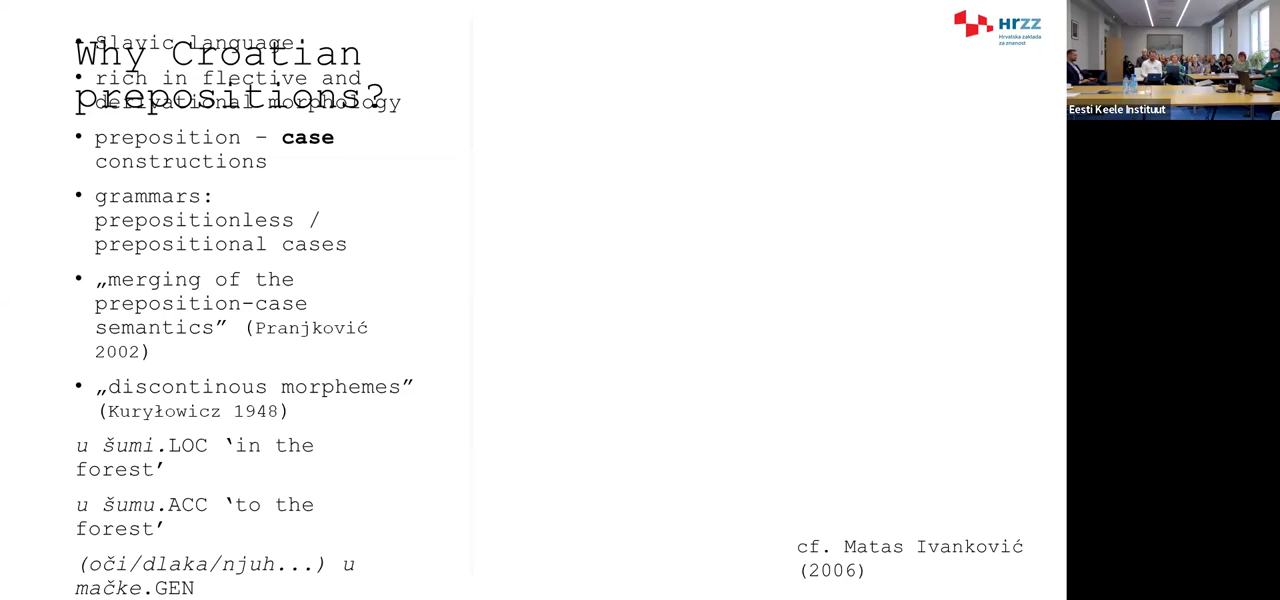 Why Croatian
prepositions?
• Slavic language:
• rich in flective and
derivational morphology
• preposition – case
constructions
• grammars:
prepositionless /
prepositional cases
• „merging of the
preposition-case
semantics” (Pranjković
2002)
• „discontinous morphemes”
(Kuryłowicz 1948)
u šumi.LOC ‘in the
forest’
u šumu.ACC ‘to the
forest’
(oči/dlaka/njuh...) u
mačke.GEN
cf. Matas Ivanković
(2006)
HRZZ
Hrvatska zaklada
za znanost
Eesti Keele Instituut